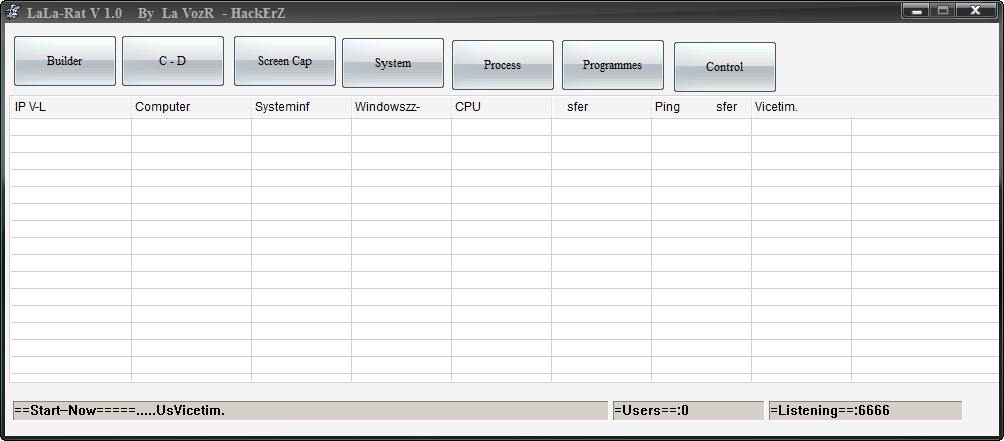 LaLa-Rat V 1.0 By La VozR - HackErZ
Builder C - D Screen Cap System Process Programmes Control
IP V-L Computer Systeminf Windowszz- CPU sfer Ping sfer Vicetim.
==Start–Now=====.....UsVicetim. =Users==:0 =Listening==:6666